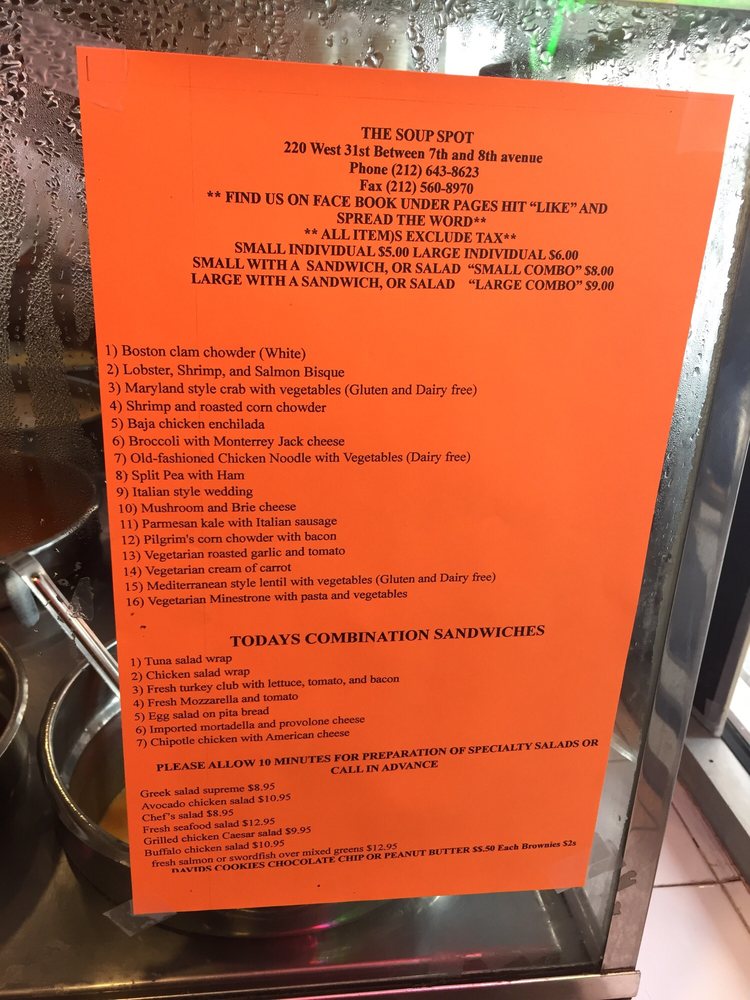 THE SOUP SPOT
220 West 31st Between 7th and 8th avenue
Phone (212) 643-8623
Fax (212) 560-8970
** FIND US ON FACE BOOK UNDER PAGES HIT “LIKE” AND
SPREAD THE WORD**
** ALL ITEM)S EXCLUDE TAX**
SMALL INDIVIDUAL $5.00 LARGE INDIVIDUAL $6.00
SMALL WITH A SANDWICH, OR SALAD “SMALL COMBO” $8.00
LARGE WITH A SANDWICH, OR SALAD “LARGE COMBO” $9.00
1) Boston clam chowder (White)
2) Lobster, Shrimp, and Salmon Bisque
3) Maryland style crab with vegetables (Gluten and Dairy free)
4) Shrimp and roasted corn chowder
5) Baja chicken enchilada
6) Broccoli with Monterrey Jack cheese
7) Old-fashioned Chicken Noodle with Vegetables (Dairy free)
8) Split Pea with Ham
9) Italian style wedding
10) Mushroom and Brie cheese
11) Parmesan kale with Italian sausage
12) Pilgrim's corn chowder with bacon
13) Vegetarian roasted garlic and tomato
14) Vegetarian cream of carrot
15) Mediterranean style lentil with vegetables (Gluten and Dairy free)
16) Vegetarian Minestrone with pasta and vegetables
TODAYS COMBINATION SANDWICHES
1) Tuna salad wrap
2) Chicken salad wrap
3) Fresh turkey club with lettuce, tomato, and bacon
4) Fresh Mozzarella and tomato
5) Egg salad on pita bread
6) Imported mortadella and provolone cheese
7) Chipotle chicken with American cheese
PLEASE ALLOW 10 MINUTES FOR PREPARATION OF SPECIALTY SALADS OR
CALL IN ADVANCE
Greek salad supreme $8.95
Avocado chicken salad $10.95
Chef's salad $8.95
Fresh seafood salad $12.95
Grilled chicken Caesar salad $9.95
Buffalo chicken salad $10.95
fresh salmon or swordfish over mixed greens $12.95
DAVIDS COOKIES CHOCOLATE CHIP OR PEANUT BUTTER $$.50 Each Brownies $2s